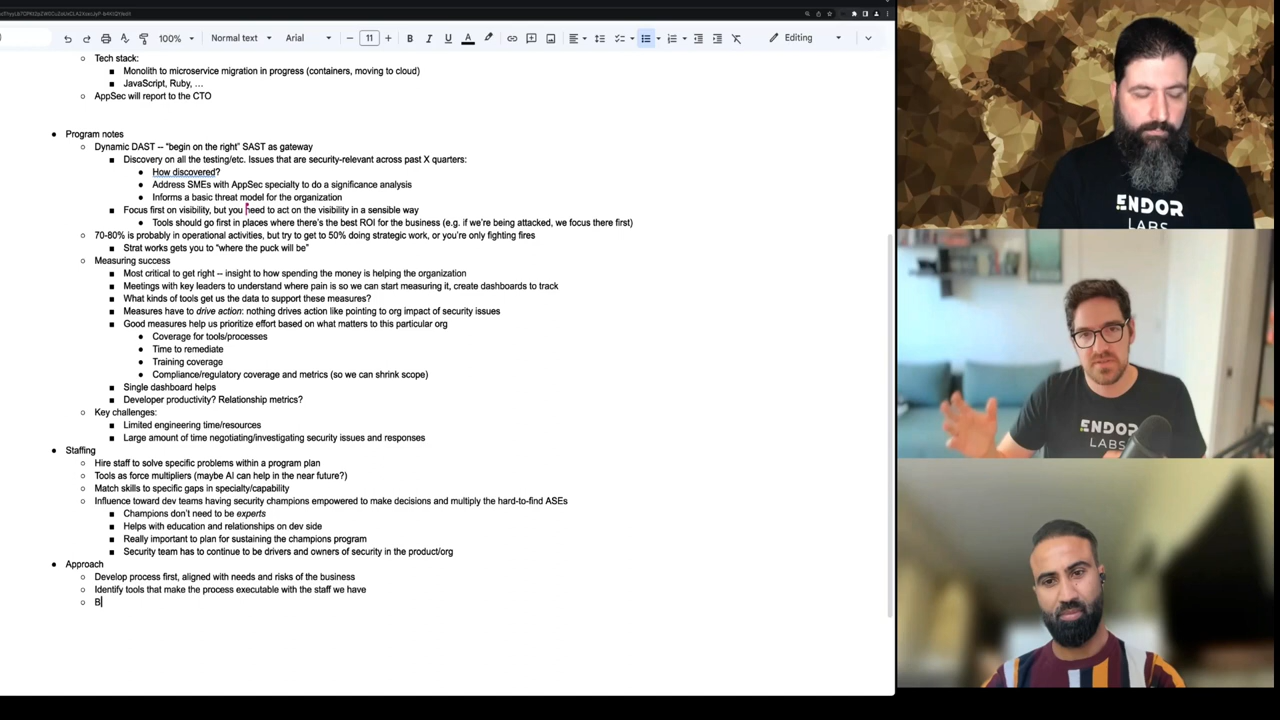 100%
Normal text
Arial
11
Editing
Tech stack:
Monolith to microservice migration in progress (containers, moving to cloud)
JavaScript, Ruby, …
AppSec will report to the CTO
Program notes
Dynamic DAST -- “begin on the right” SAST as gateway
Discovery on all the testing/etc. Issues that are security-relevant across past X quarters:
How discovered?
Address SMEs with AppSec specialty to do a significance analysis
Informs a basic threat model for the organization
Focus first on visibility, but you need to act on the visibility in a sensible way
Tools should go first in places where there’s the best ROI for the business (e.g. if we’re being attacked, we focus there first)
70-80% is probably in operational activities, but try to get to 50% doing strategic work, or you’re only fighting fires
Strat works gets you to “where the puck will be”
Measuring success
Most critical to get right -- insight to how spending the money is helping the organization
Meetings with key leaders to understand where pain is so we can start measuring it, create dashboards to track
What kinds of tools get us the data to support these measures?
Measures have to drive action: nothing drives action like pointing to org impact of security issues
Good measures help us prioritize effort based on what matters to this particular org
Coverage for tools/processes
Time to remediate
Training coverage
Compliance/regulatory coverage and metrics (so we can shrink scope)
Single dashboard helps
Developer productivity? Relationship metrics?
Key challenges:
Limited engineering time/resources
Large amount of time negotiating/investigating security issues and responses
Staffing
Hire staff to solve specific problems within a program plan
Tools as force multipliers (maybe AI can help in the near future?)
Match skills to specific gaps in specialty/capability
Influence toward dev teams having security champions empowered to make decisions and multiply the hard-to-find ASEs
Champions don’t need to be experts
Helps with education and relationships on dev side
Really important to plan for sustaining the champions program
Security team has to continue to be drivers and owners of security in the product/org
Approach
Develop process first, aligned with needs and risks of the business
Identify tools that make the process executable with the staff we have
B
ENDOR
LABS
ENDOR
LABS